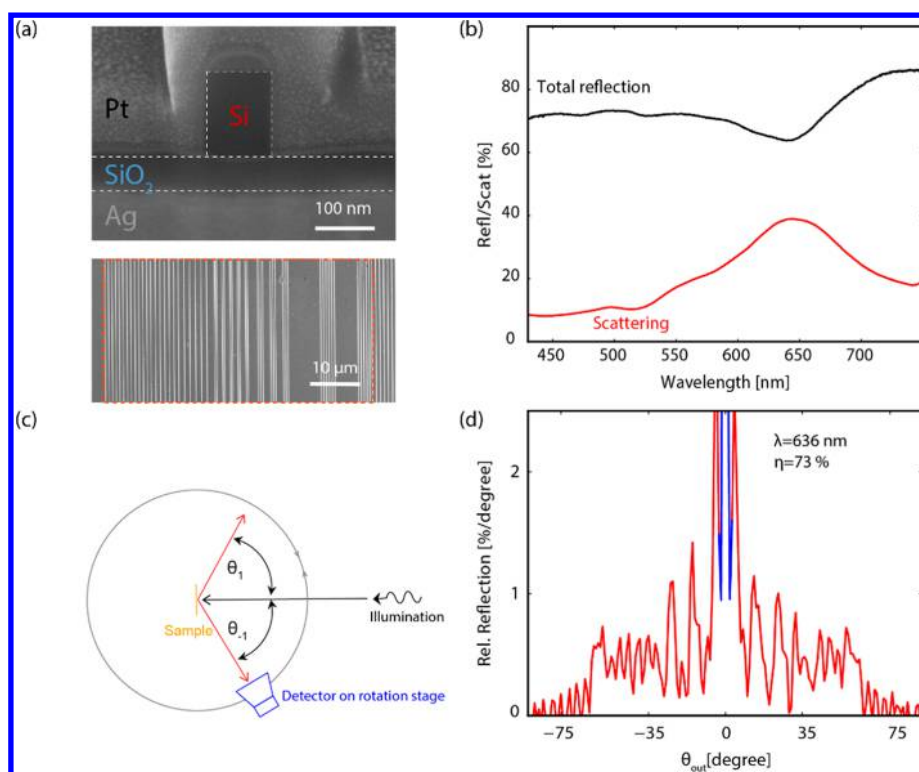 (a)
Pt
Si
SiO₂
Ag
100 nm
10 μm
(b)
80
60
40
20
0
Refl/Scat [%]
Total reflection
Scattering
450
500
550
600
650
700
Wavelength [nm]
(c)
θ₁
θ₋₁
Sample
Illumination
Detector on rotation stage
(d)
2
1
0
Rel. Reflection [%/degree]
λ=636 nm
η=73 %
−75
−35
0
35
75
θout[degree]